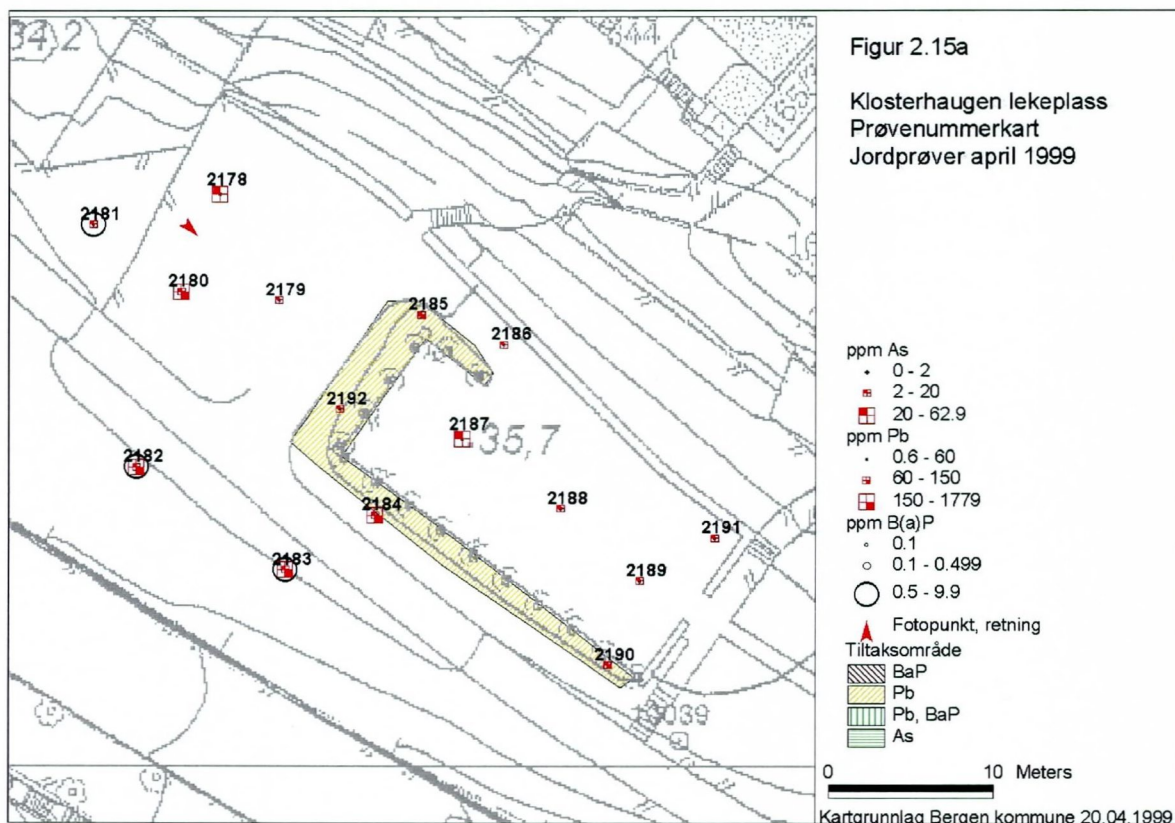 34,2
344
Figur 2.15a
Klosterhaugen lekeplass
Prøvenummerkart
Jordprøver april 1999
2178
2181
2180
2179
2185
2186
2192
2187
35,7
2182
2184
2188
2191
2183
2189
2190
ppm As
0 - 2
2 - 20
20 - 62.9
ppm Pb
0.6 - 60
60 - 150
150 - 1779
ppm B(a)P
0.1
0.1 - 0.499
0.5 - 9.9
Fotopunkt, retning
Tiltaksområde
BaP
Pb
Pb, BaP
As
0 10 Meters
Kartgrunnlag Bergen kommune 20.04.1999